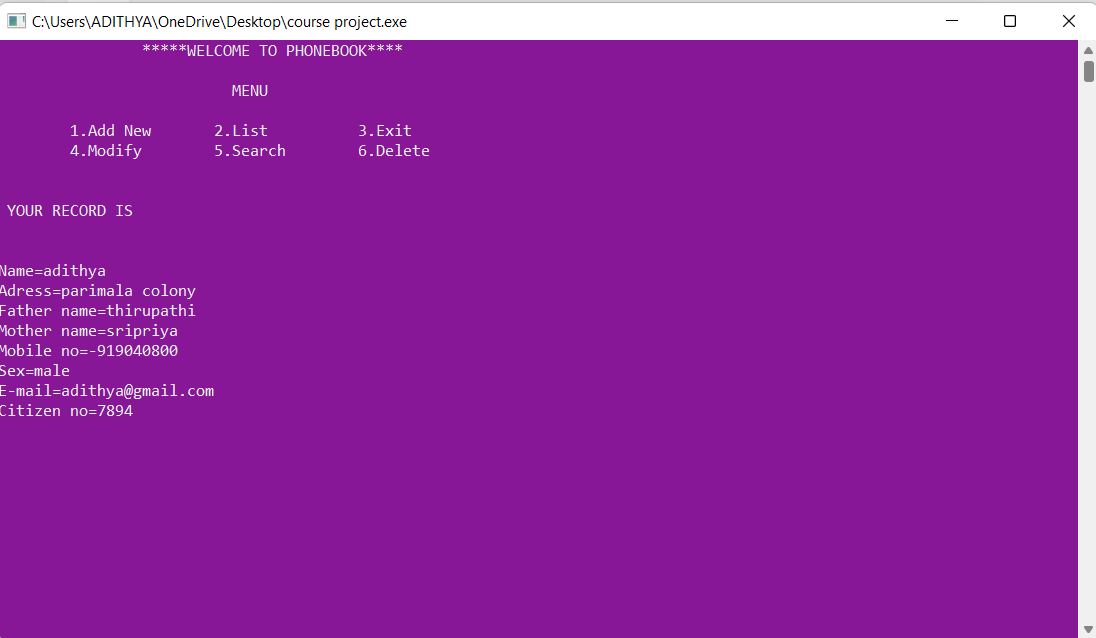 C:\Users\ADITHYA\OneDrive\Desktop\course project.exe
*****WELCOME TO PHONEBOOK****
MENU
1.Add New 2.List 3.Exit
4.Modify 5.Search 6.Delete
YOUR RECORD IS
Name=adithya
Adress=parimala colony
Father name=thirupathi
Mother name=sripriya
Mobile no=-919040800
Sex=male
E-mail=adithya@gmail.com
Citizen no=7894